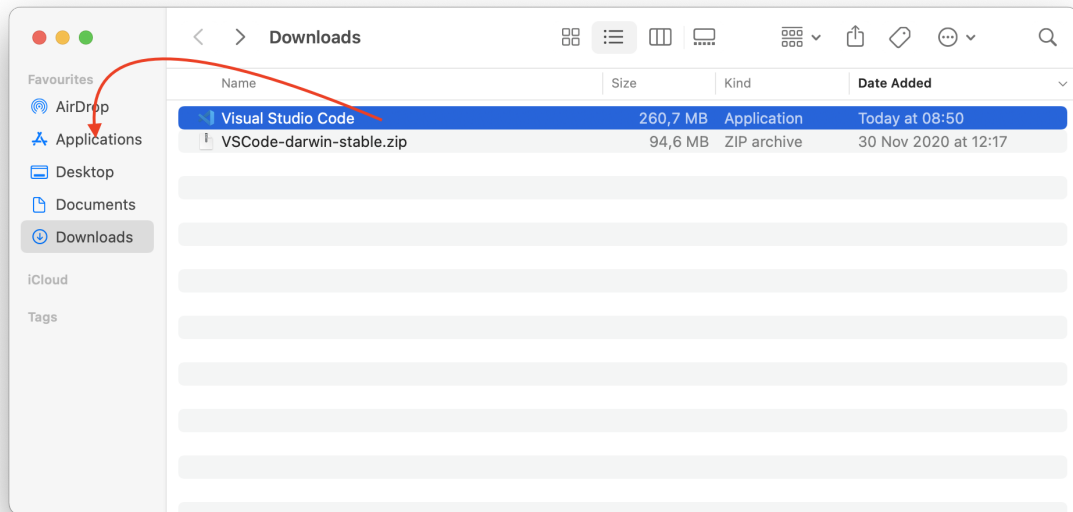 Downloads
Favourites
AirDrop
Applications
Desktop
Documents
Downloads
iCloud
Tags
Name Size Kind Date Added
Visual Studio Code 260,7 MB Application Today at 08:50
VSCode-darwin-stable.zip 94,6 MB ZIP archive 30 Nov 2020 at 12:17